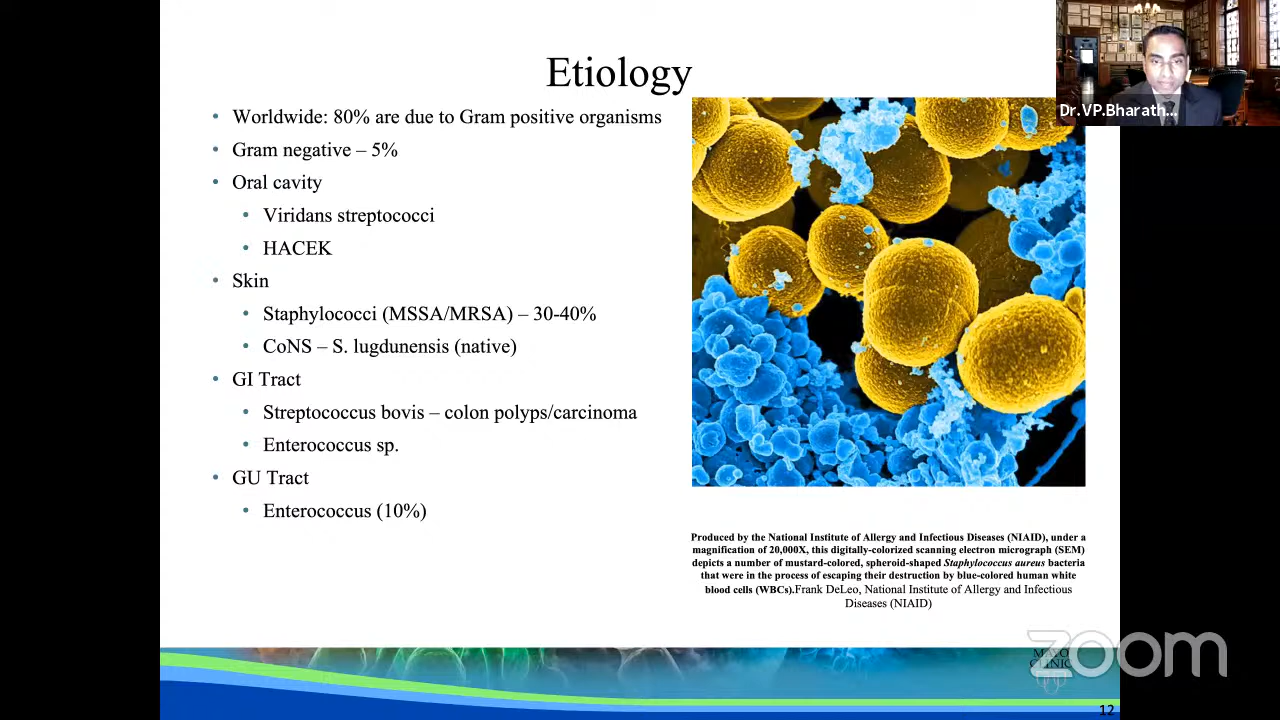 Etiology
Dr.VP.Bharath...
Worldwide: 80% are due to Gram positive organisms
Gram negative – 5%
Oral cavity
Viridans streptococci
HACEK
Skin
Staphylococci (MSSA/MRSA) – 30-40%
CoNS – S. lugdunensis (native)
GI Tract
Streptococcus bovis – colon polyps/carcinoma
Enterococcus sp.
GU Tract
Enterococcus (10%)
Produced by the National Institute of Allergy and Infectious Diseases (NIAID), under a
magnification of 20,000X, this digitally-colorized scanning electron micrograph (SEM)
depicts a number of mustard-colored, spheroid-shaped Staphylococcus aureus bacteria
that were in the process of escaping their destruction by blue-colored human white
blood cells (WBCs).Frank DeLeo, National Institute of Allergy and Infectious
Diseases (NIAID)
MAYO
CLINIC
zoom
12